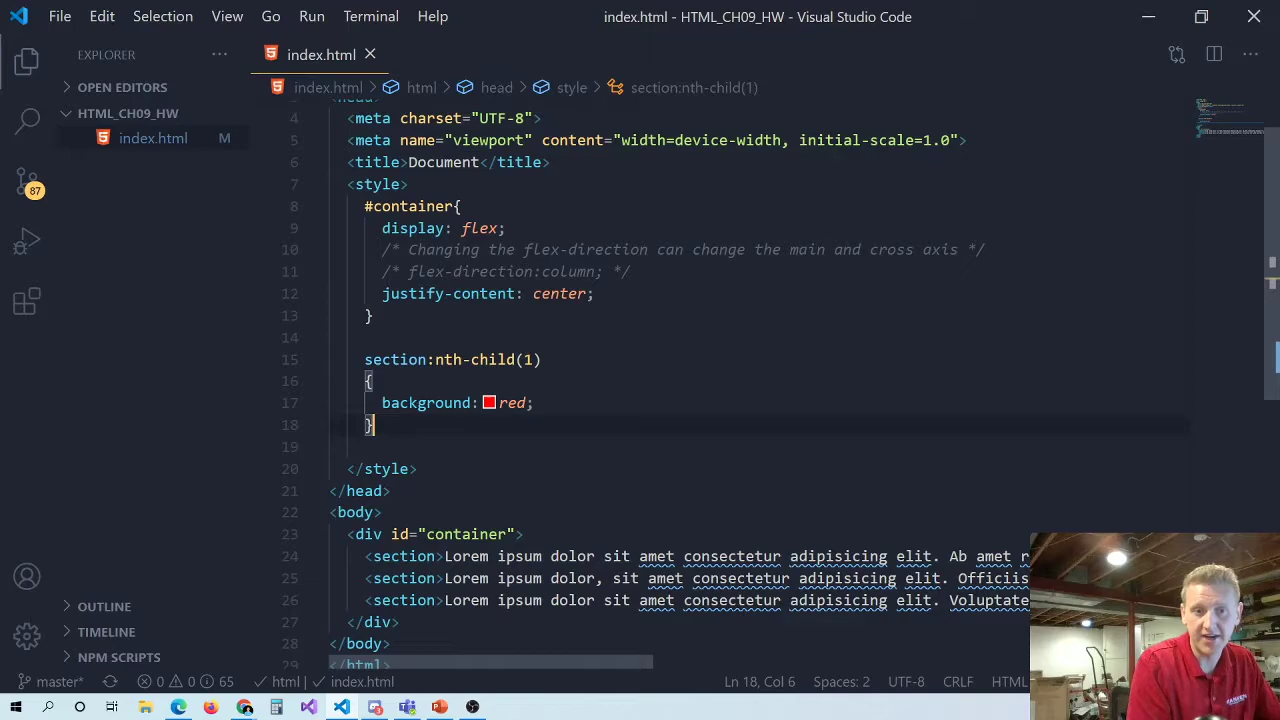 File Edit Selection View Go Run Terminal Help index.html - HTML_CH09_HW - Visual Studio Code
EXPLORER
index.html
OPEN EDITORS
index.html > html > head > style > section:nth-child(1)
HTML_CH09_HW
index.html M
4 <meta charset="UTF-8">
5 <meta name="viewport" content="width=device-width, initial-scale=1.0">
6 <title>Document</title>
7 <style>
8 #container{
9 display: flex;
10 /* Changing the flex-direction can change the main and cross axis */
11 /* flex-direction:column; */
12 justify-content: center;
13 }
14
15 section:nth-child(1)
16 {
17 background: red;
18 }
19
20 </style>
21 </head>
22 <body>
23 <div id="container">
24 <section>Lorem ipsum dolor sit amet consectetur adipisicing elit. Ab amet
25 <section>Lorem ipsum dolor, sit amet consectetur adipisicing elit. Officiis
26 <section>Lorem ipsum dolor sit amet consectetur adipisicing elit. Voluptate
27 </div>
28 </body>
29 </html>
87
OUTLINE
TIMELINE
NPM SCRIPTS
master* 0 0 65 html | index.html Ln 18, Col 6 Spaces: 2 UTF-8 CRLF HTML